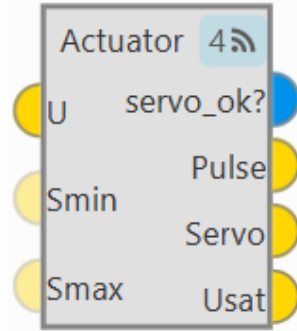 Actuator 4
servo_ok?
U
Pulse
Smin
Servo
Smax
Usat